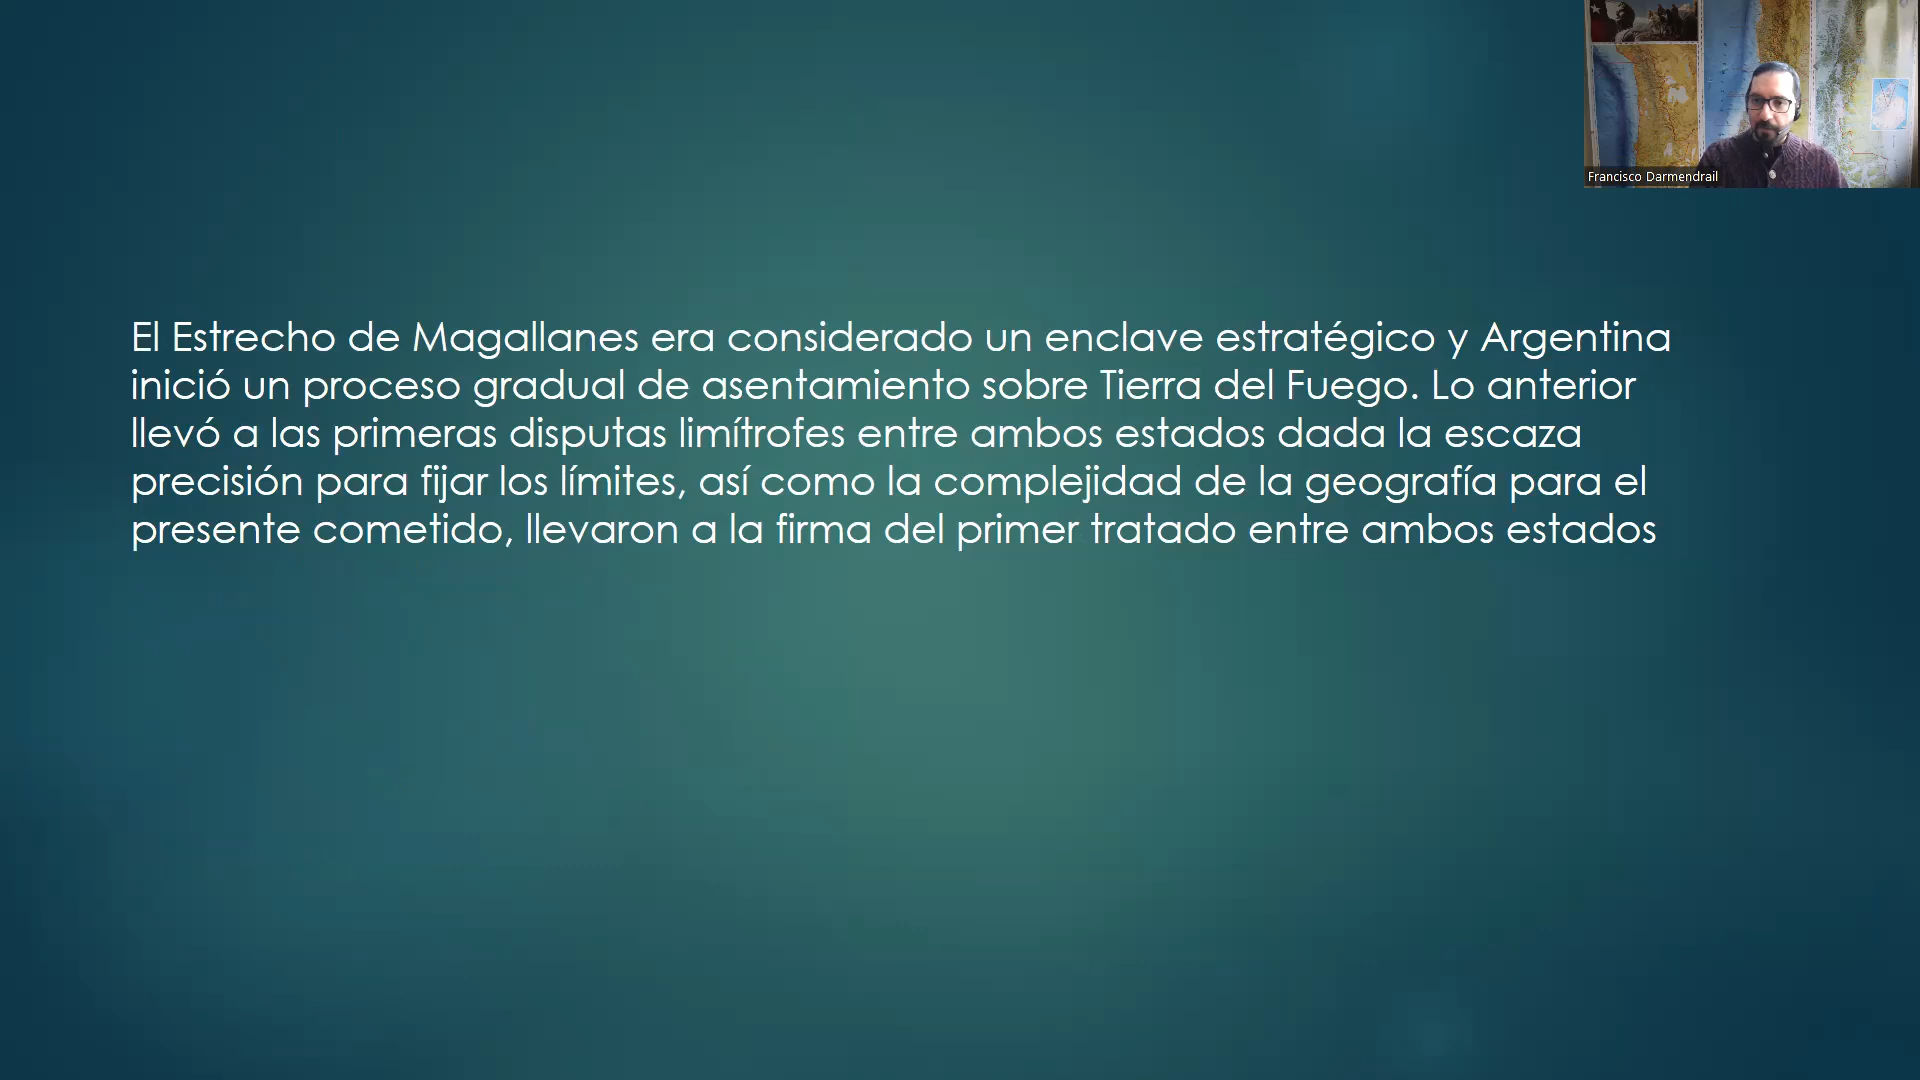 Francisco Darmendrail
El Estrecho de Magallanes era considerado un enclave estratégico y Argentina
inició un proceso gradual de asentamiento sobre Tierra del Fuego. Lo anterior
llevó a las primeras disputas limítrofes entre ambos estados dada la escaza
precisión para fijar los límites, así como la complejidad de la geografía para el
presente cometido, llevaron a la firma del primer tratado entre ambos estados